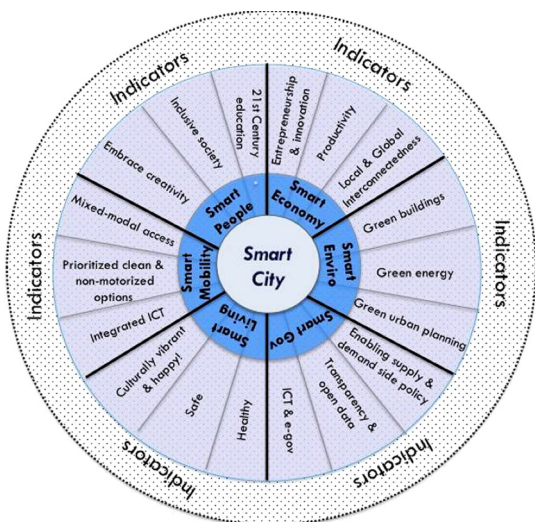 Smart
City
Smart
Economy
Smart
Enviro
Smart Gov
Smart
Living
Smart
Mobility
Smart
People
Entrepreneurship
& innovation
Productivity
Local & Global
Interconnectedness
Green buildings
Green energy
Green urban planning
Enabling supply &
demand side policy
Transparency &
open data
ICT & e-gov
Healthy
Safe
Culturally vibrant
& happy!
Integrated ICT
Prioritized clean &
non-motorized
options
Mixed-modal access
Embrace creativity
Inclusive society
21st Century
education
Indicators
Indicators
Indicators
Indicators
Indicators
Indicators